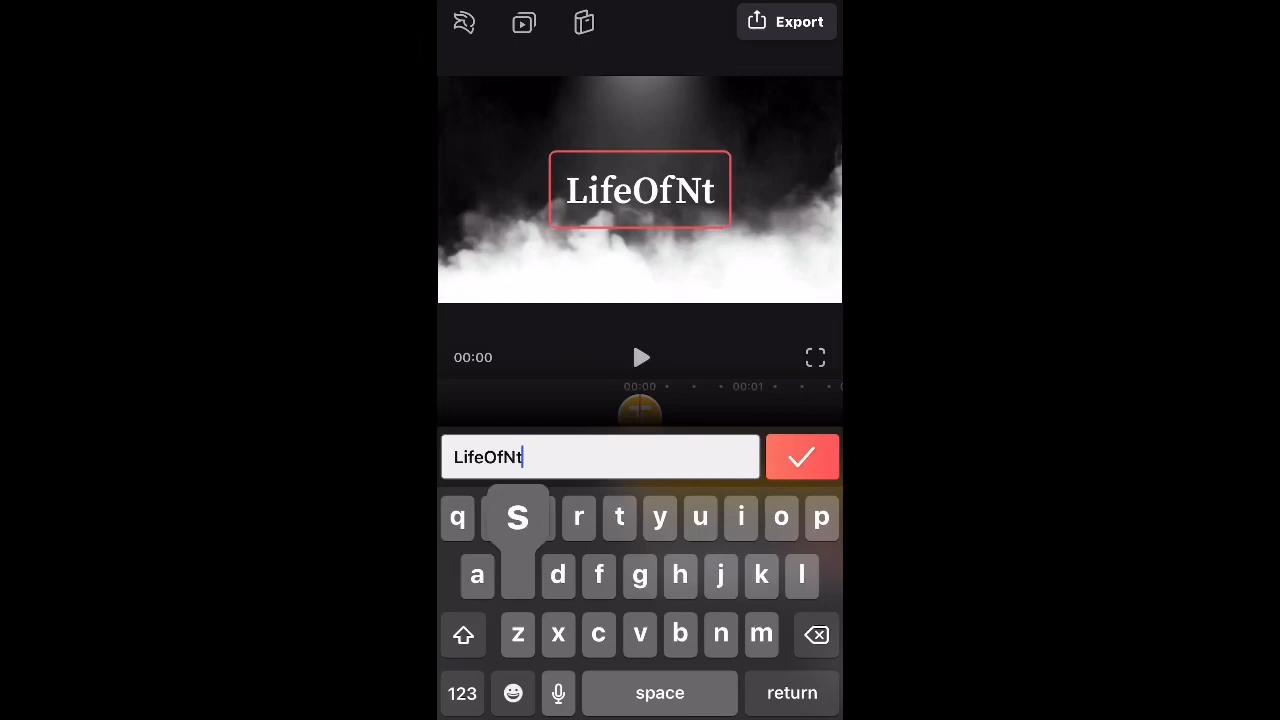 Export
LifeOfNt
00:00
00:00 00:01
LifeOfNt
q S r t y u i o p
a d f g h j k l
z x c v b n m
123 space return